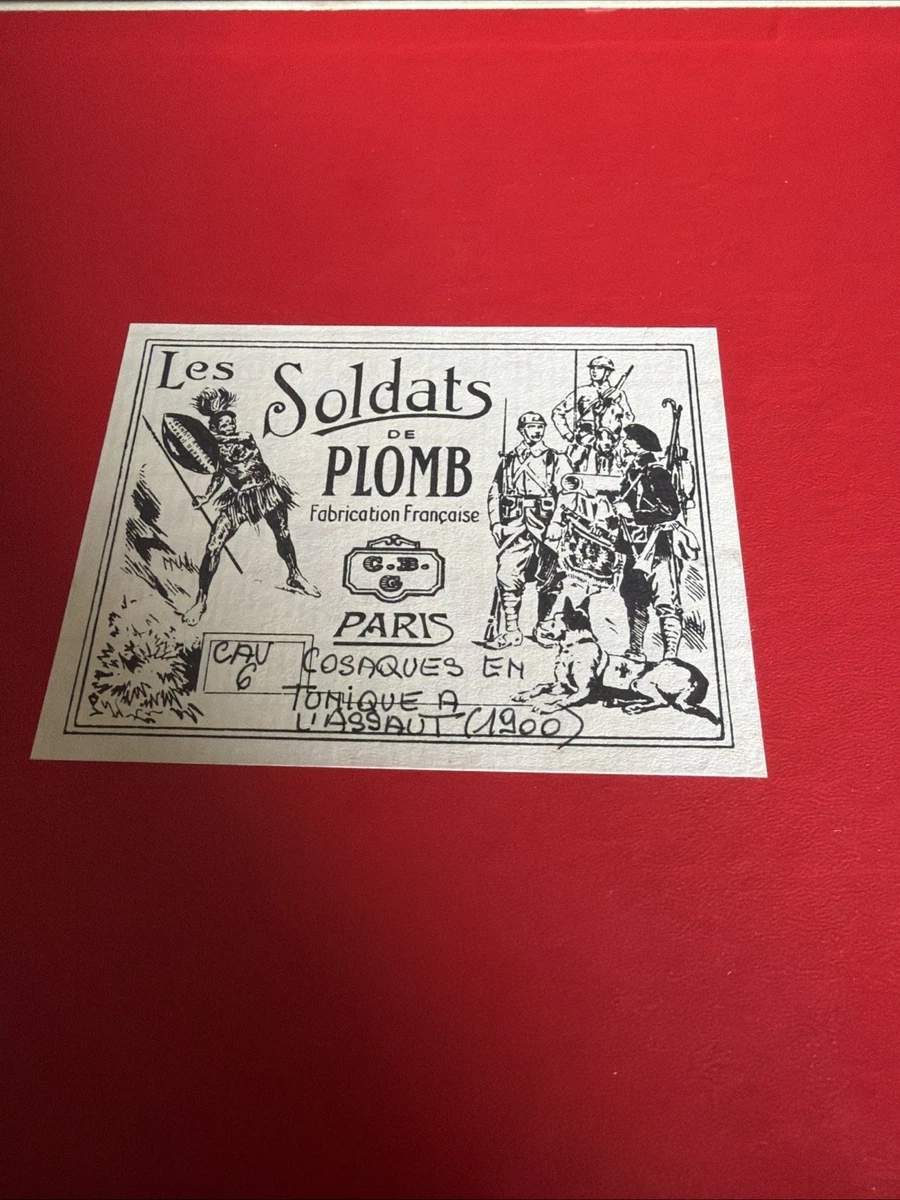 Les Soldats
DE
PLOMB
Fabrication Française
C.B.
G
PARIS
CAV
6
COSAQUES EN
TUNIQUE A
L'ASSAUT (1900)